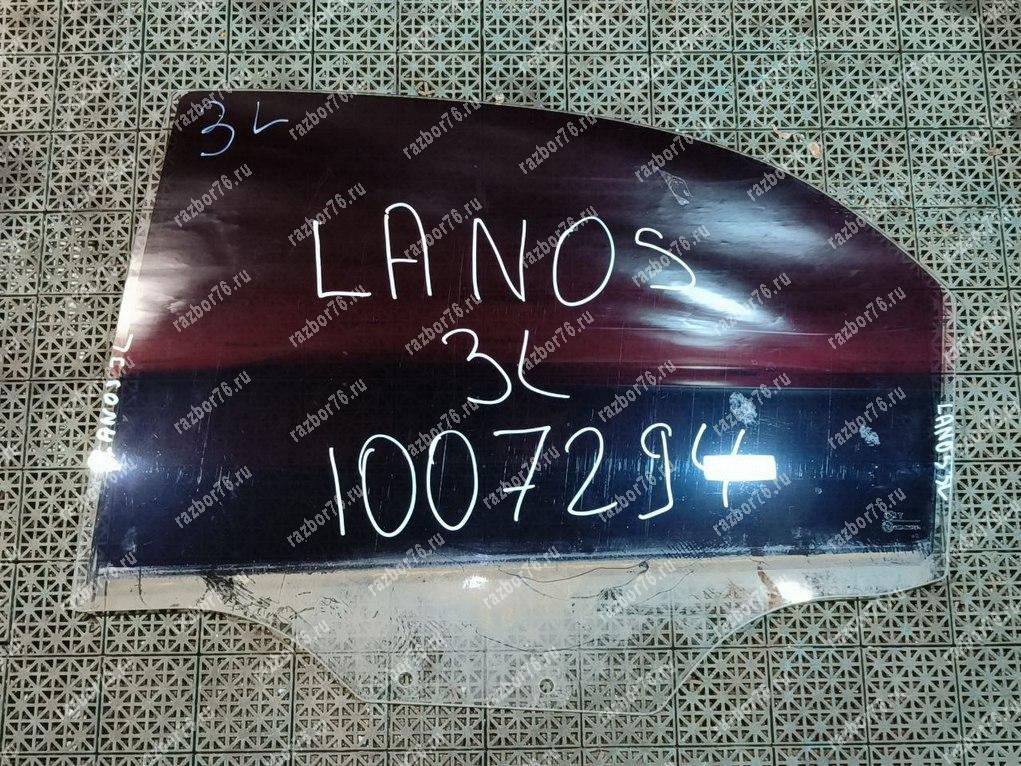 3L
LANOS
3L
1007294
LANOS 3L
LANOS 3L
razbor76.ru